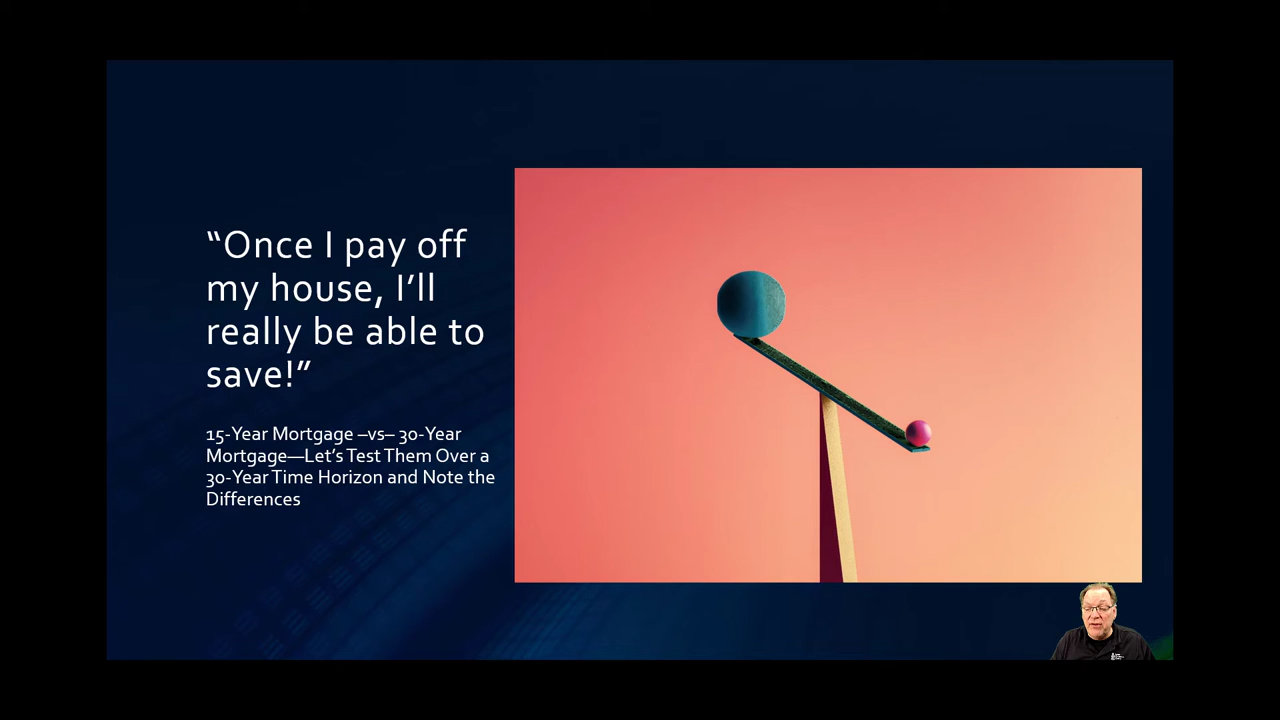 “Once I pay off
my house, I’ll
really be able to
save!”
15-Year Mortgage –vs– 30-Year
Mortgage—Let’s Test Them Over a
30-Year Time Horizon and Note the
Differences